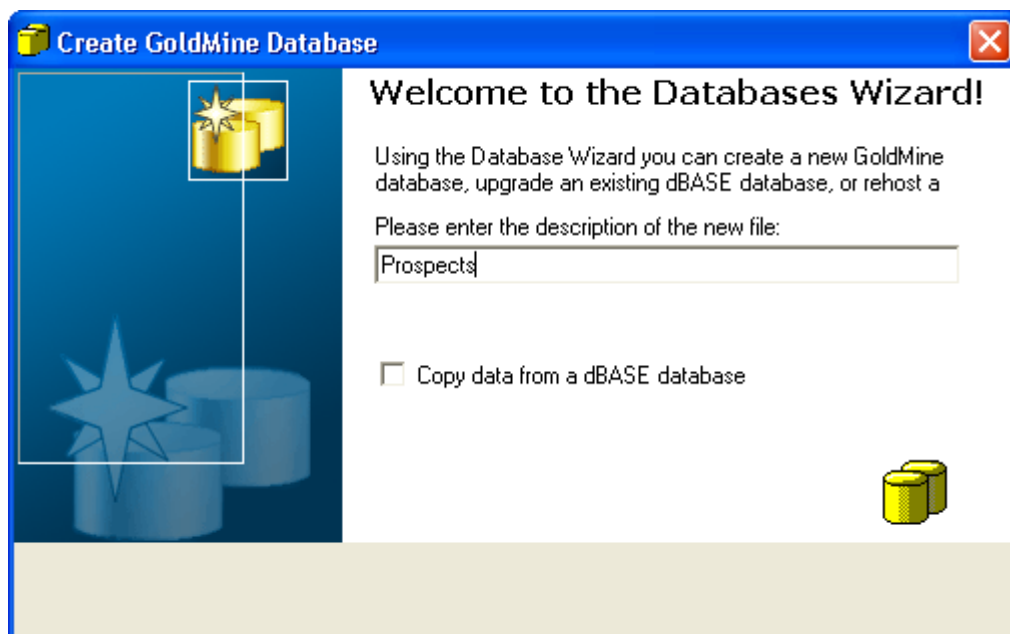 Create GoldMine Database
Welcome to the Databases Wizard!
Using the Database Wizard you can create a new GoldMine
database, upgrade an existing dBASE database, or rehost a
Please enter the description of the new file:
Prospects
Copy data from a dBASE database